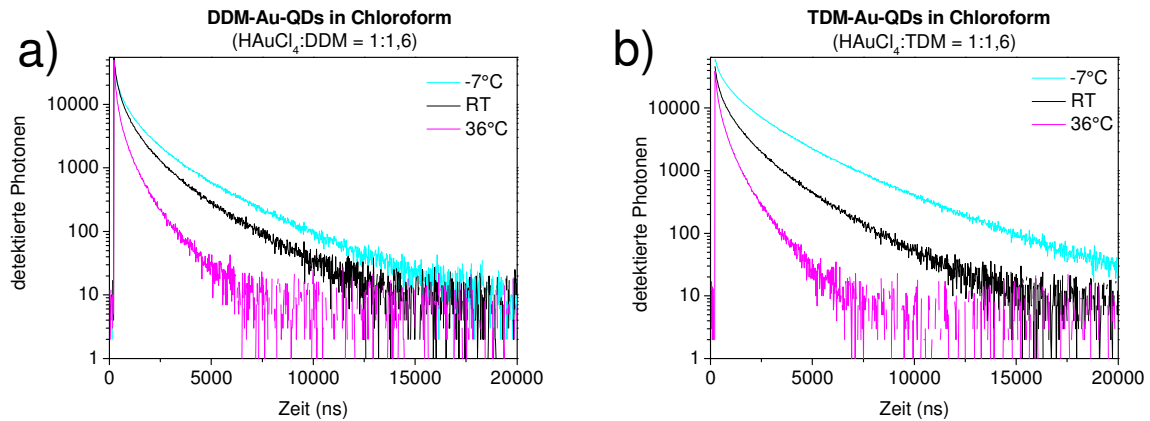 a)
DDM-Au-QDs in Chloroform
(HAuCl₄:DDM = 1:1,6)
-7°C
RT
36°C
10000
1000
100
10
1
detektierte Photonen
0 5000 10000 15000 20000
Zeit (ns)
b)
TDM-Au-QDs in Chloroform
(HAuCl₄:TDM = 1:1,6)
-7°C
RT
36°C
10000
1000
100
10
1
detektierte Photonen
0 5000 10000 15000 20000
Zeit (ns)